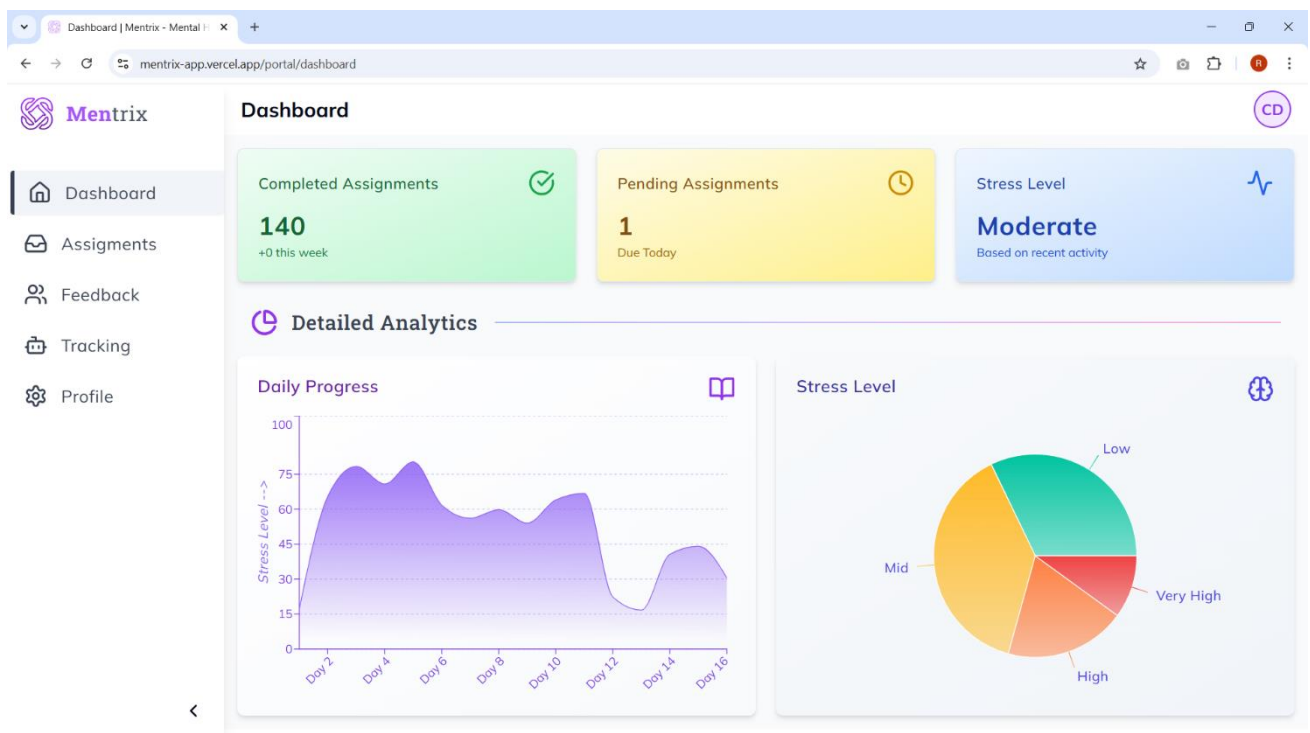 Dashboard | Mentrix - Mental H
mentrix-app.vercel.app/portal/dashboard
R
Mentrix
Dashboard
CD
Dashboard
Assigments
Feedback
Tracking
Profile
Completed Assignments
140
+0 this week
Pending Assignments
1
Due Today
Stress Level
Moderate
Based on recent activity
Detailed Analytics
Daily Progress
100
75
60
45
30
15
0
Stress Level -->
Day 2
Day 4
Day 6
Day 8
Day 10
Day 12
Day 14
Day 16
Stress Level
Low
Mid
Very High
High